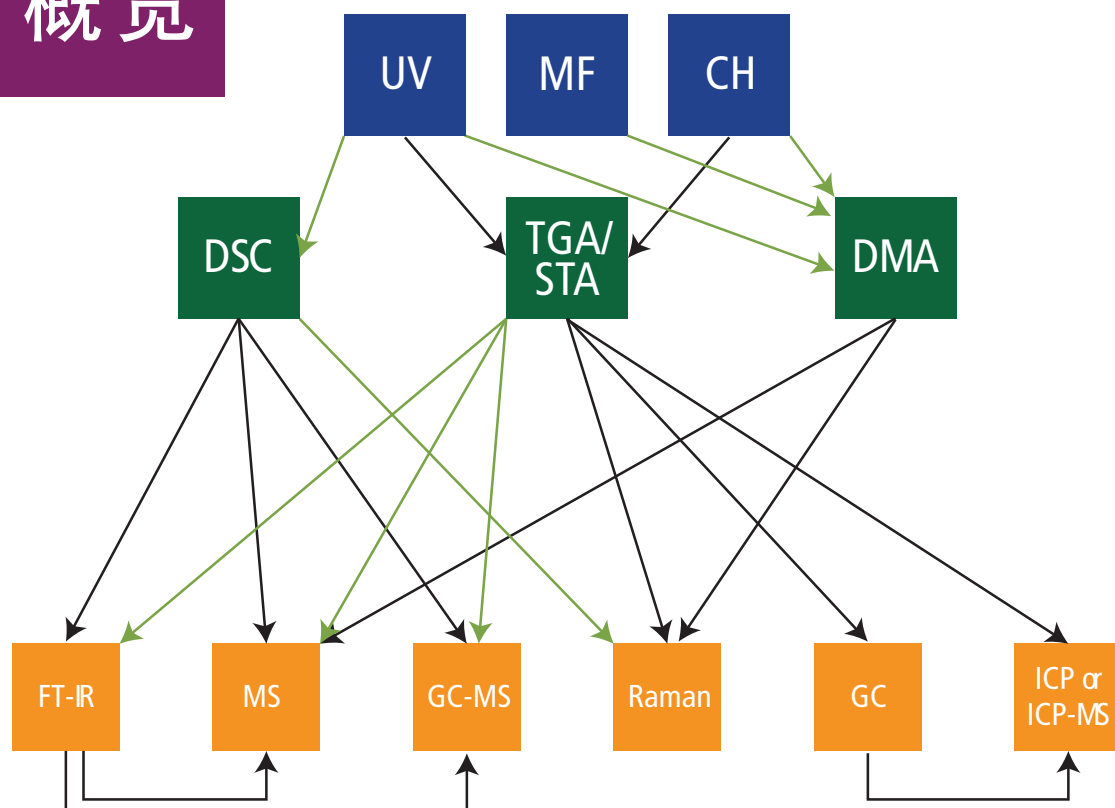 概览
UV
MF
CH
DSC
TGA/
STA
DMA
FT-IR
MS
GC-MS
Raman
GC
ICP or
ICP-MS